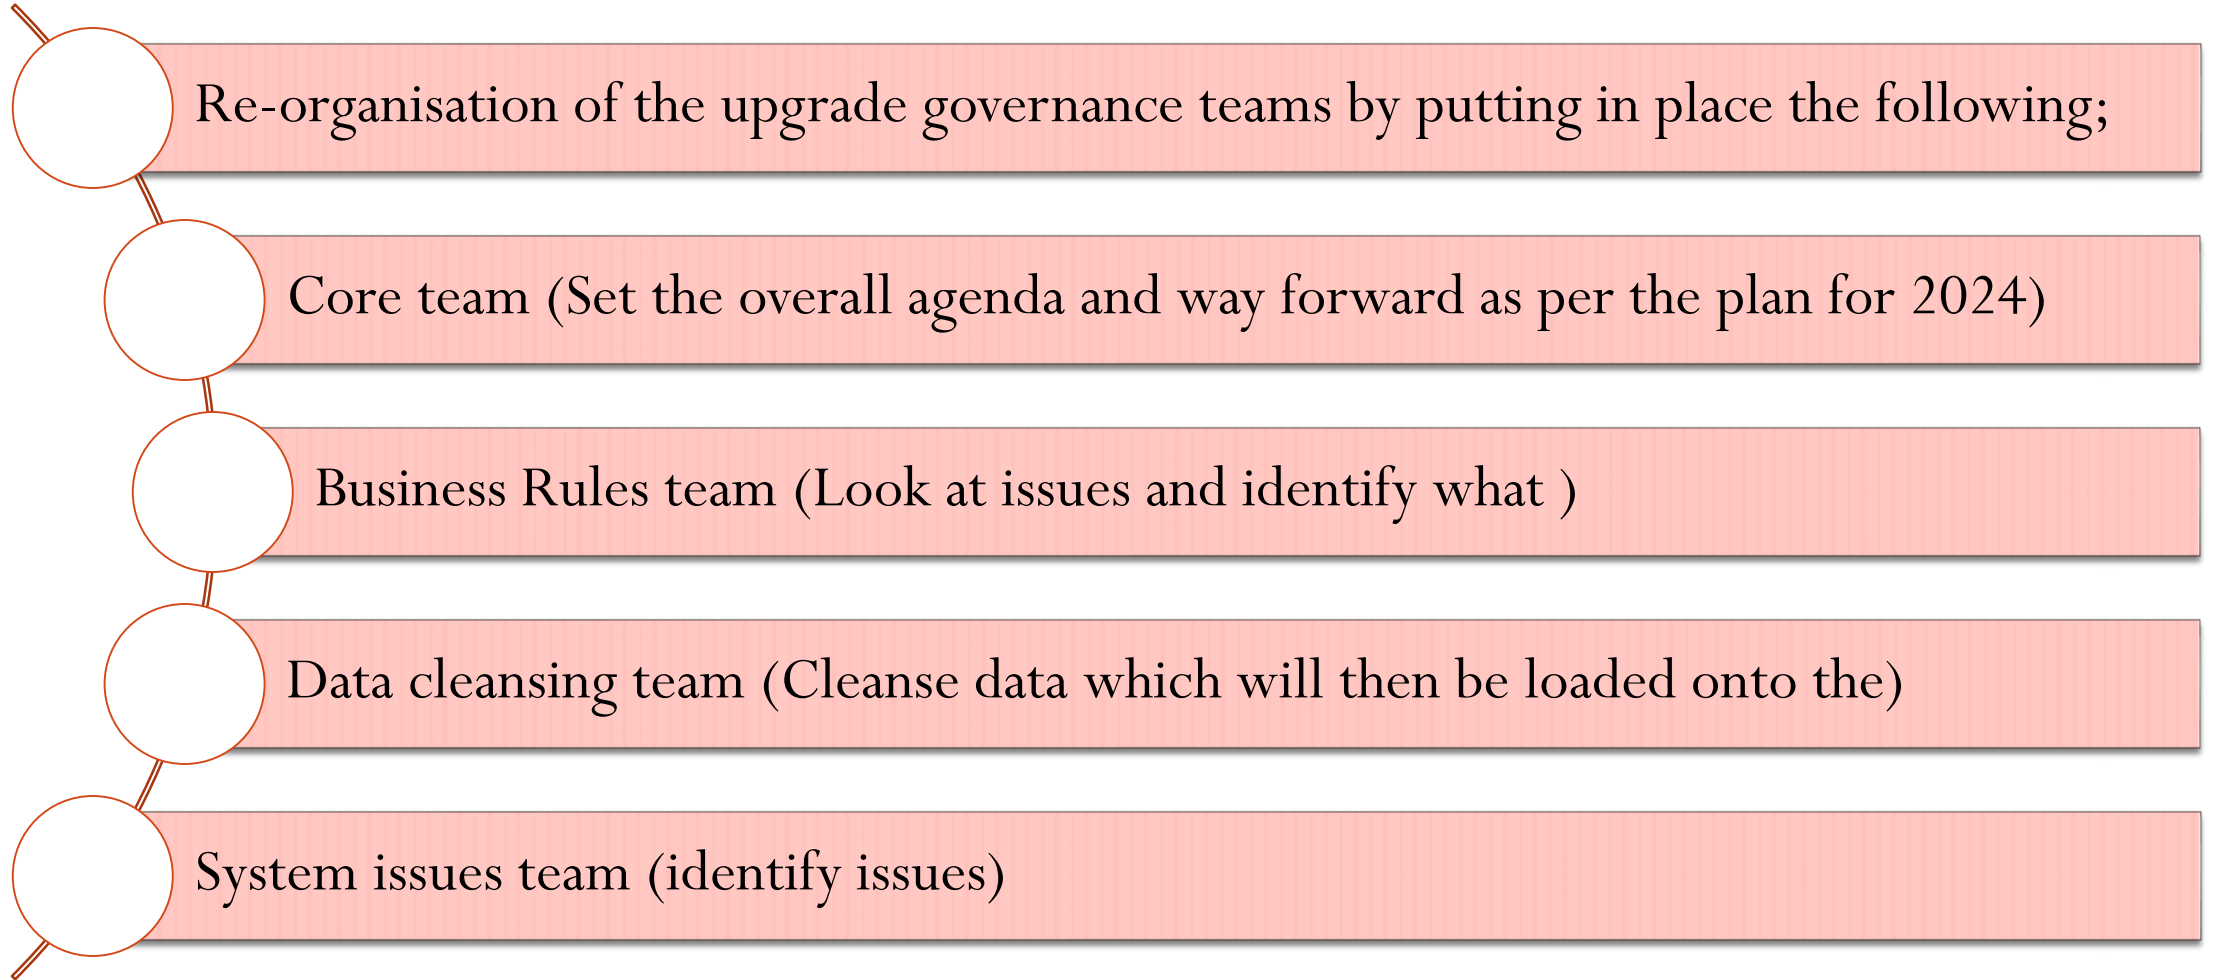 Re-organisation of the upgrade governance teams by putting in place the following;
Core team (Set the overall agenda and way forward as per the plan for 2024)
Business Rules team (Look at issues and identify what )
Data cleansing team (Cleanse data which will then be loaded onto the)
System issues team (identify issues)